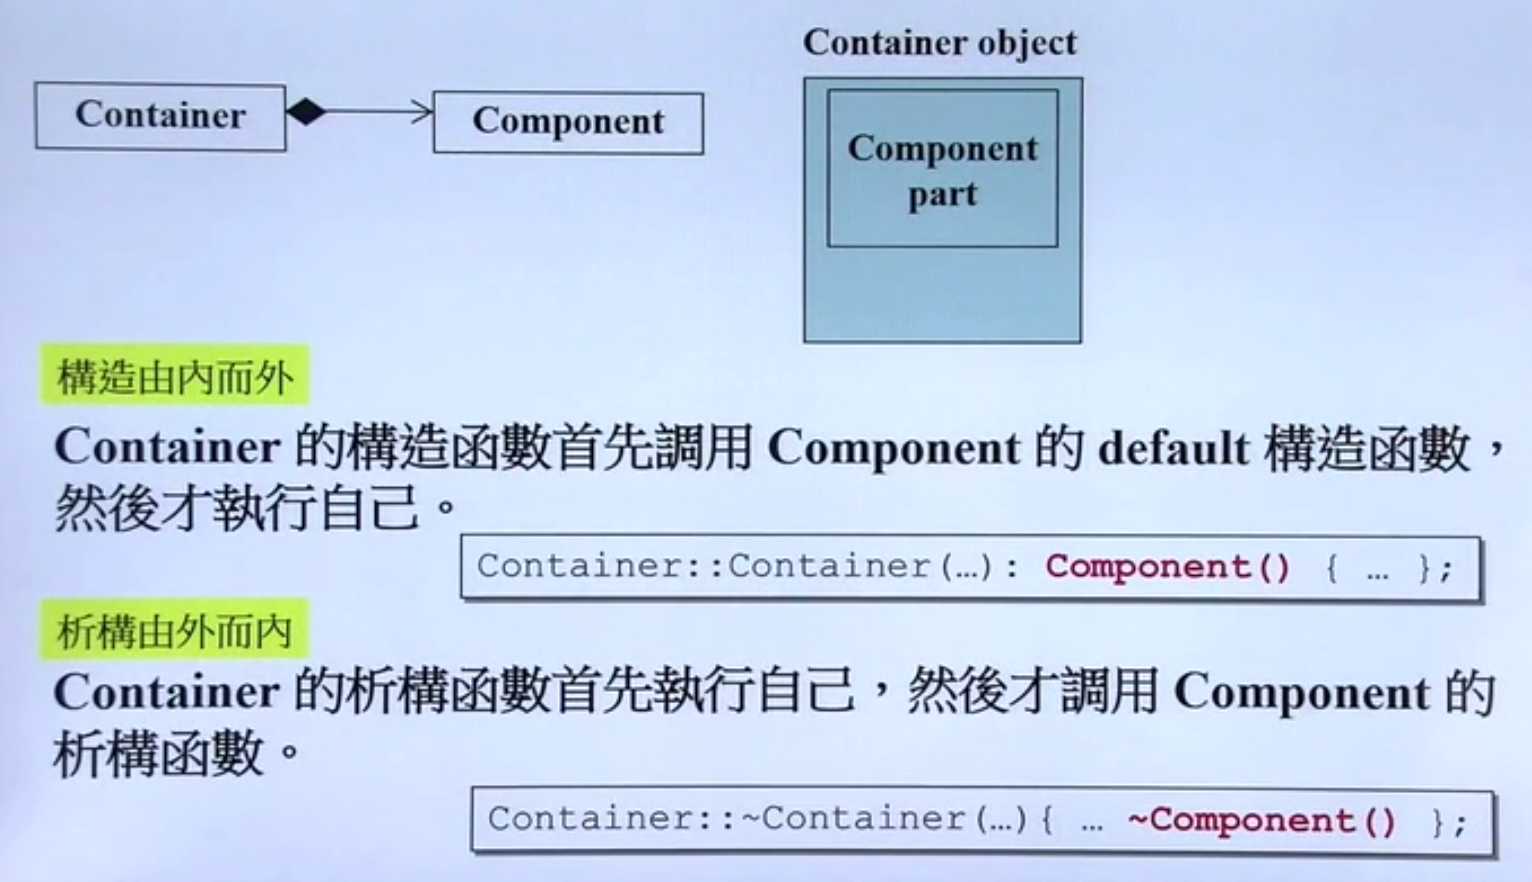 Container object
Container
Component
Component
part
構造由內而外
Container 的構造函數首先調用 Component 的 default 構造函數，
然後才執行自己。
Container::Container(…): Component() { … };
析構由外而內
Container 的析構函數首先執行自己，然後才調用 Component 的
析構函數。
Container::~Container(…){ … ~Component() };